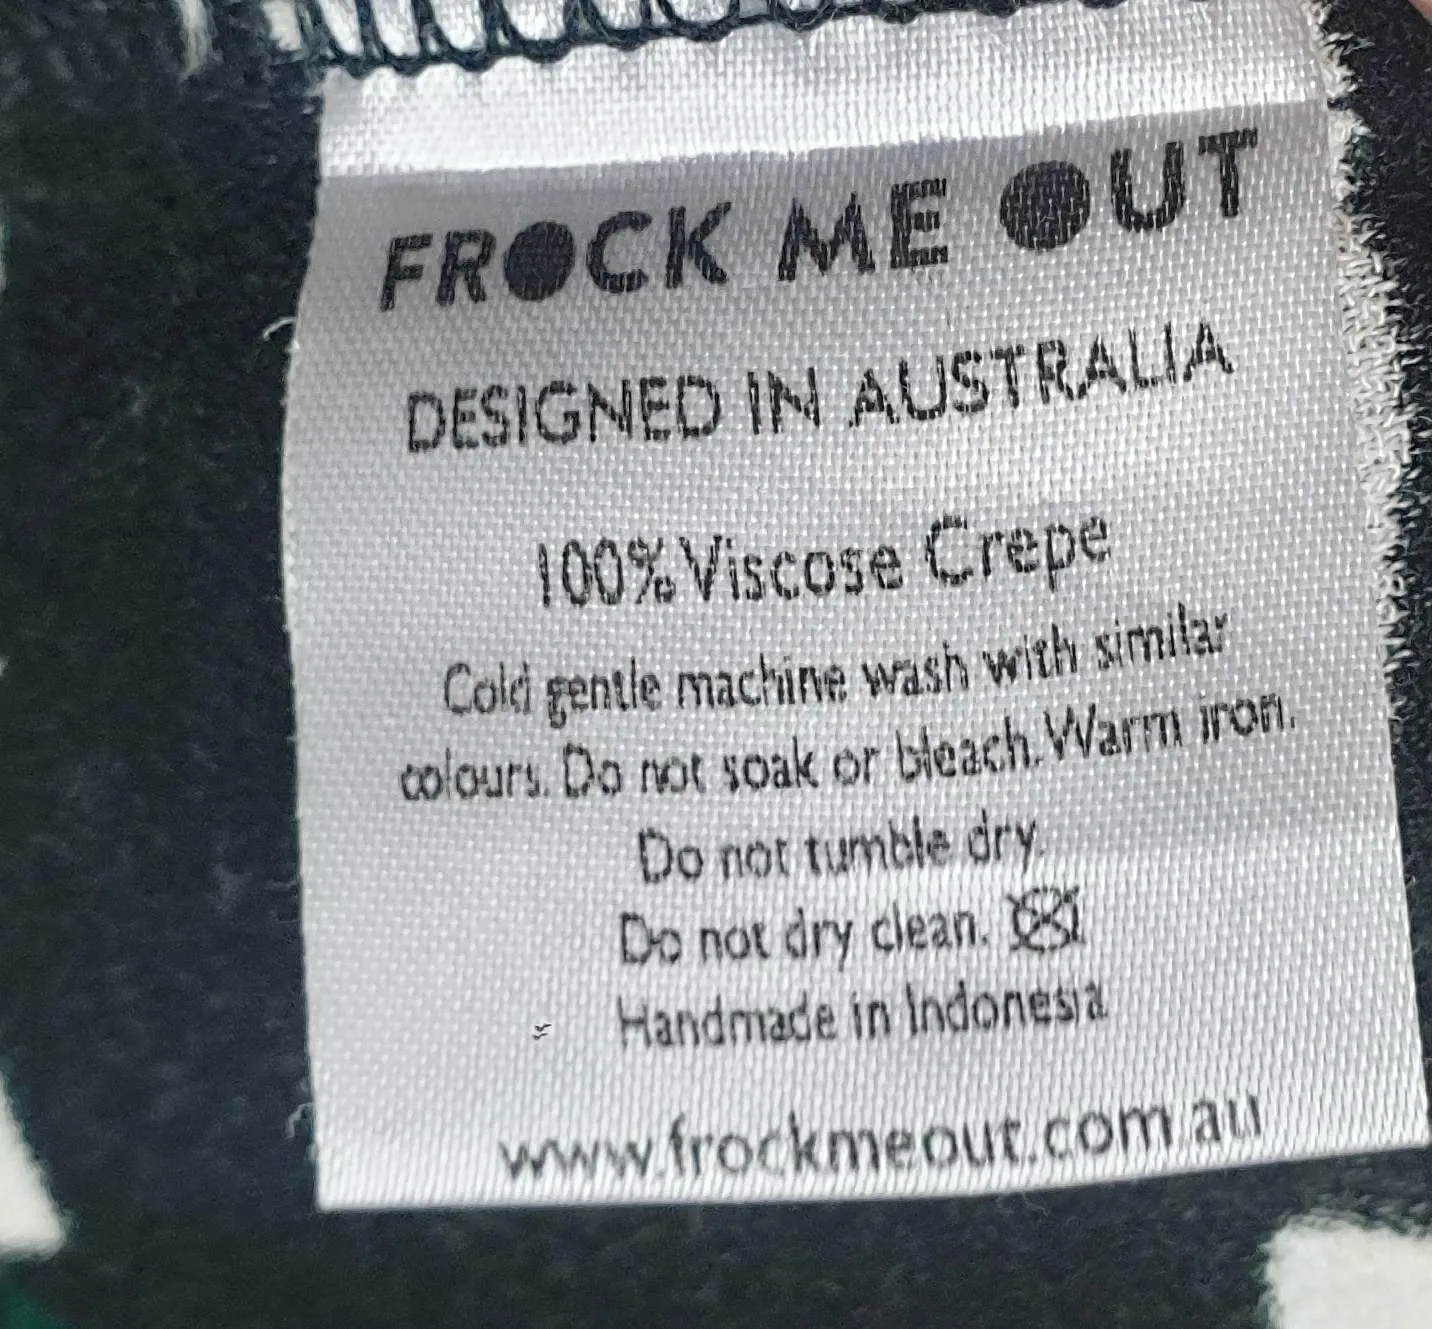 FROCK ME OUT
DESIGNED IN AUSTRALIA
100% Viscose Crepe
Cold gentle machine wash with similar
colours. Do not soak or bleach. Warm iron.
Do not tumble dry.
Do not dry clean.
Handmade in Indonesia
www.frockmeout.com.au